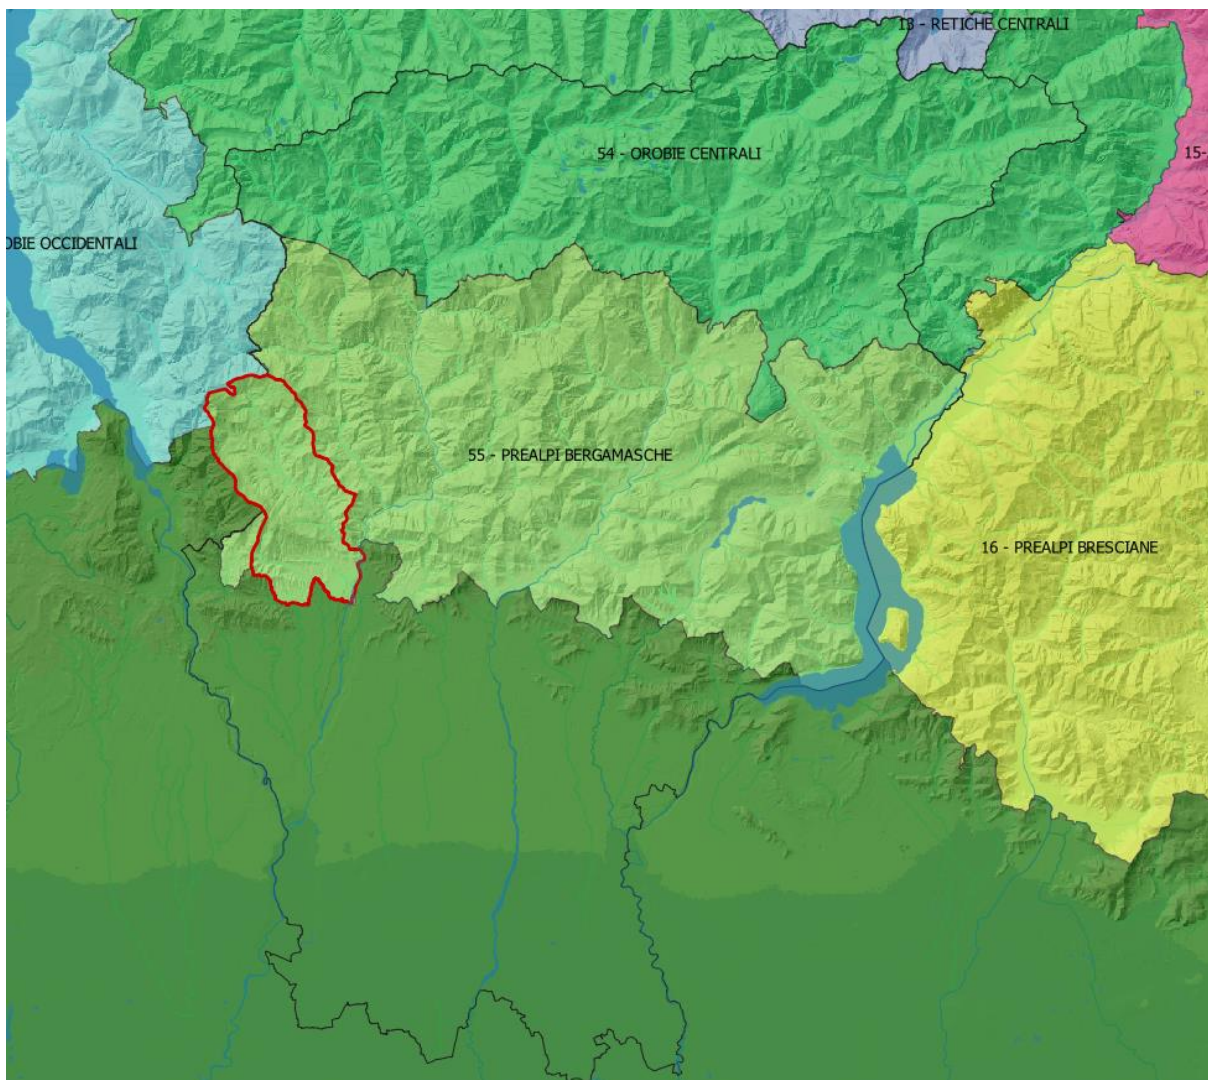 13 - RETICHE CENTRALI
54 - OROBIE CENTRALI
15-
OBIE OCCIDENTALI
55 - PREALPI BERGAMASCHE
16 - PREALPI BRESCIANE